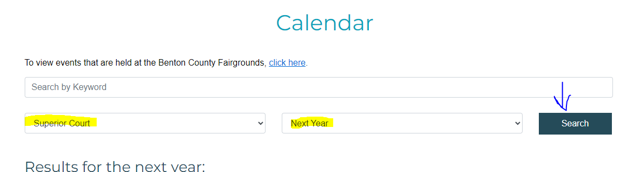 Calendar
To view events that are held at the Benton County Fairgrounds, click here.
Search by Keyword
Superior Court Next Year Search
Results for the next year: